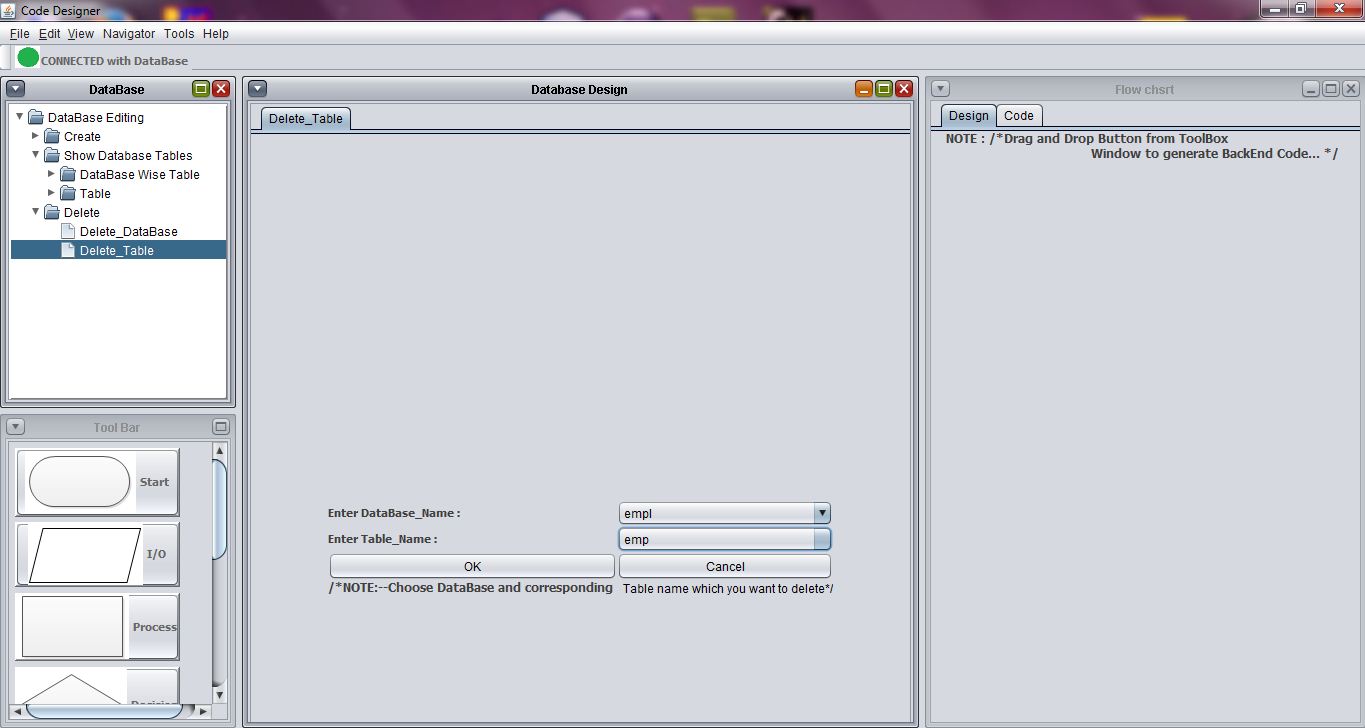 Code Designer
File Edit View Navigator Tools Help
CONNECTED with DataBase
DataBase
DataBase Editing
Create
Show Database Tables
DataBase Wise Table
Table
Delete
Delete_DataBase
Delete_Table
Tool Bar
Start
I/O
Process
Database Design
Delete_Table
Enter DataBase_Name : empl
Enter Table_Name : emp
OK Cancel
/*NOTE:--Choose DataBase and corresponding Table name which you want to delete*/
Flow chsrt
Design Code
NOTE : /*Drag and Drop Button from ToolBox
Window to generate BackEnd Code... */